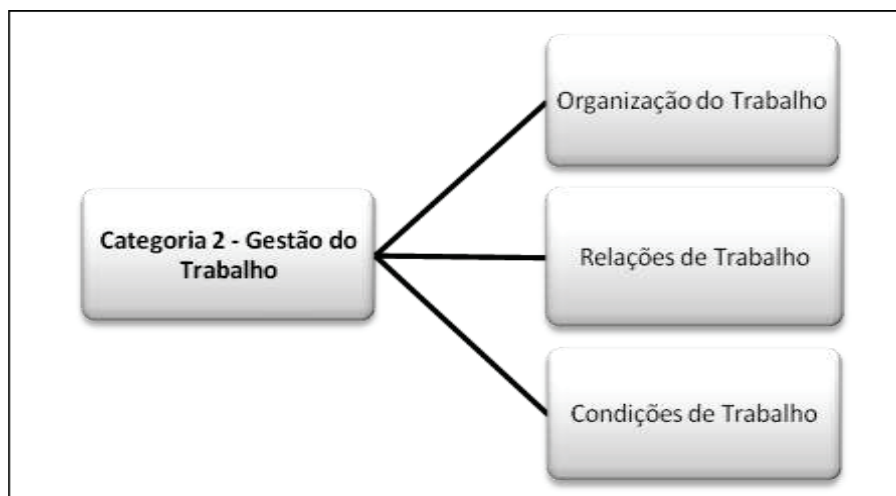 Organização do Trabalho
Categoria 2 - Gestão do
Trabalho
Relações de Trabalho
Condições de Trabalho